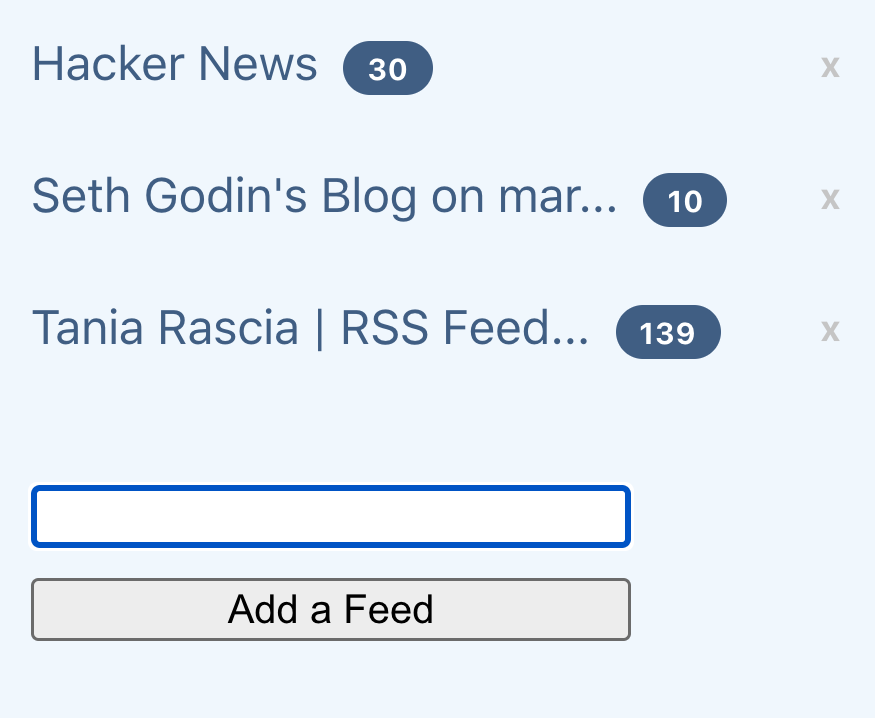 Hacker News 30 x
Seth Godin's Blog on mar... 10 x
Tania Rascia | RSS Feed... 139 x
Add a Feed